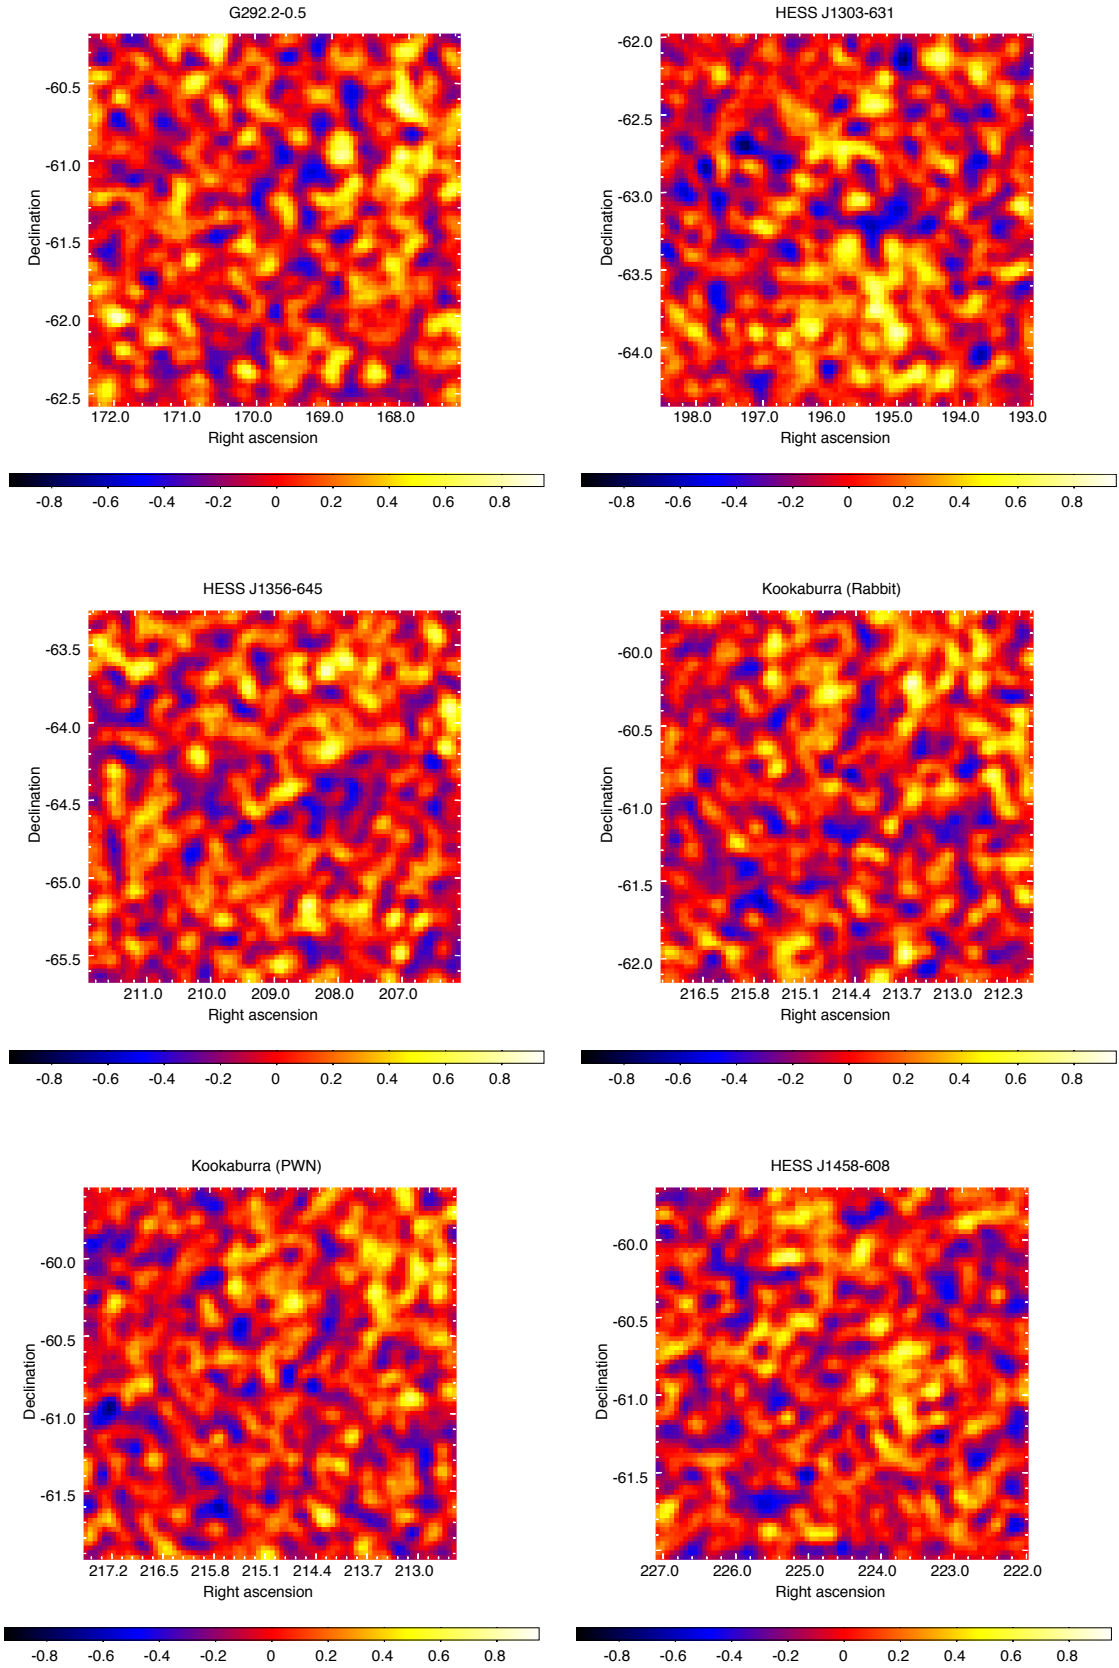 G292.2-0.5
HESS J1303-631
Declination
-60.5
-61.0
-61.5
-62.0
-62.5
172.0 171.0 170.0 169.0 168.0
Right ascension
-0.8 -0.6 -0.4 -0.2 0 0.2 0.4 0.6 0.8
Declination
-62.0
-62.5
-63.0
-63.5
-64.0
198.0 197.0 196.0 195.0 194.0 193.0
Right ascension
-0.8 -0.6 -0.4 -0.2 0 0.2 0.4 0.6 0.8
HESS J1356-645
Kookaburra (Rabbit)
Declination
-63.5
-64.0
-64.5
-65.0
-65.5
211.0 210.0 209.0 208.0 207.0
Right ascension
-0.8 -0.6 -0.4 -0.2 0 0.2 0.4 0.6 0.8
Declination
-60.0
-60.5
-61.0
-61.5
-62.0
216.5 215.8 215.1 214.4 213.7 213.0 212.3
Right ascension
-0.8 -0.6 -0.4 -0.2 0 0.2 0.4 0.6 0.8
Kookaburra (PWN)
HESS J1458-608
Declination
-60.0
-60.5
-61.0
-61.5
217.2 216.5 215.8 215.1 214.4 213.7 213.0
Right ascension
-0.8 -0.6 -0.4 -0.2 0 0.2 0.4 0.6 0.8
Declination
-60.0
-60.5
-61.0
-61.5
227.0 226.0 225.0 224.0 223.0 222.0
Right ascension
-0.8 -0.6 -0.4 -0.2 0 0.2 0.4 0.6 0.8